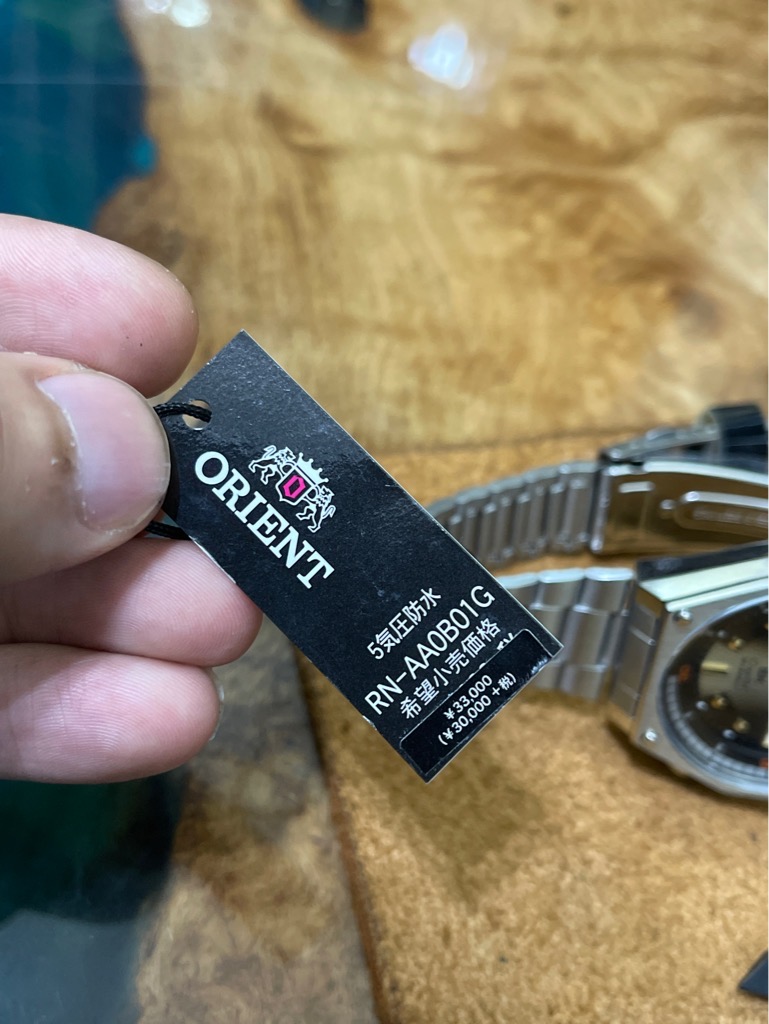 ORIENT
5気圧防水
RN-AA0B01G
希望小売価格
¥33,000
(¥30,000+税)